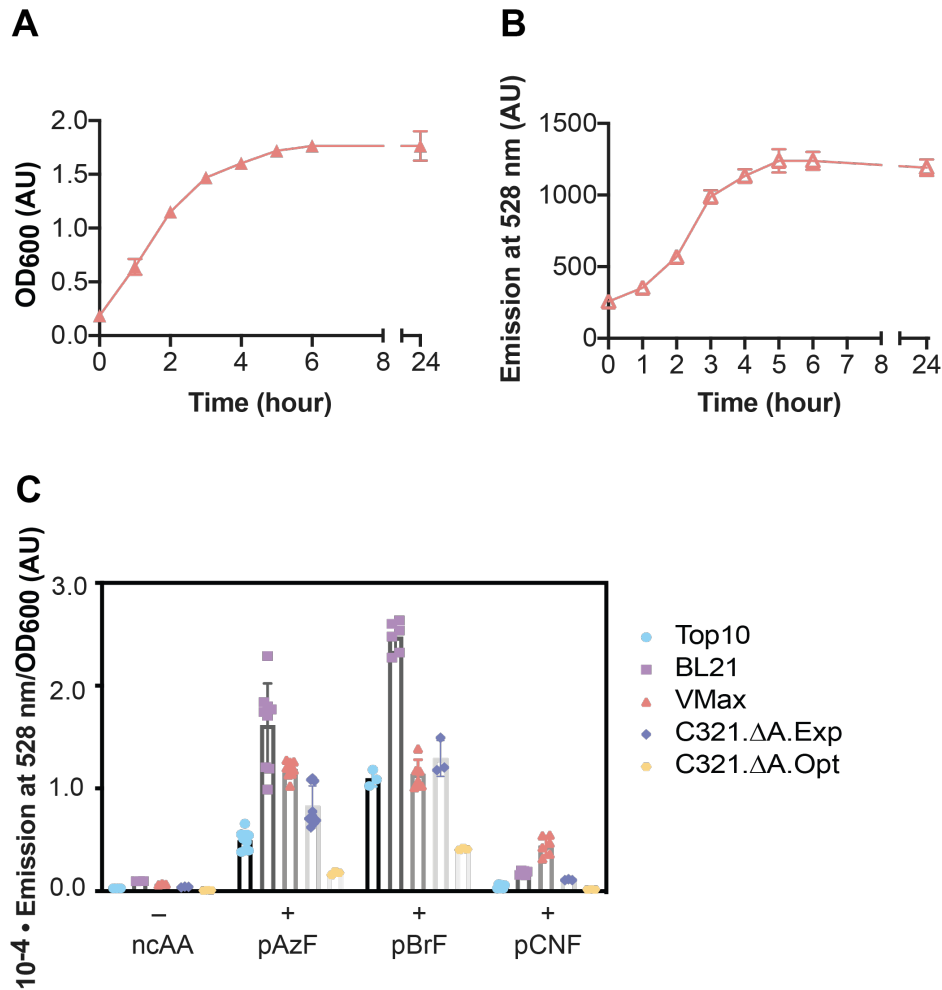 A
OD600 (AU)
2.0
1.5
1.0
0.5
0.0
0 2 4 6 8 24
Time (hour)
B
Emission at 528 nm (AU)
1500
1000
500
0
0 1 2 3 4 5 6 7 8 24
Time (hour)
C
10-4 • Emission at 528 nm/OD600 (AU)
3.0
2.0
1.0
0.0
– + + +
ncAA pAzF pBrF pCNF
Top10
BL21
VMax
C321.ΔA.Exp
C321.ΔA.Opt